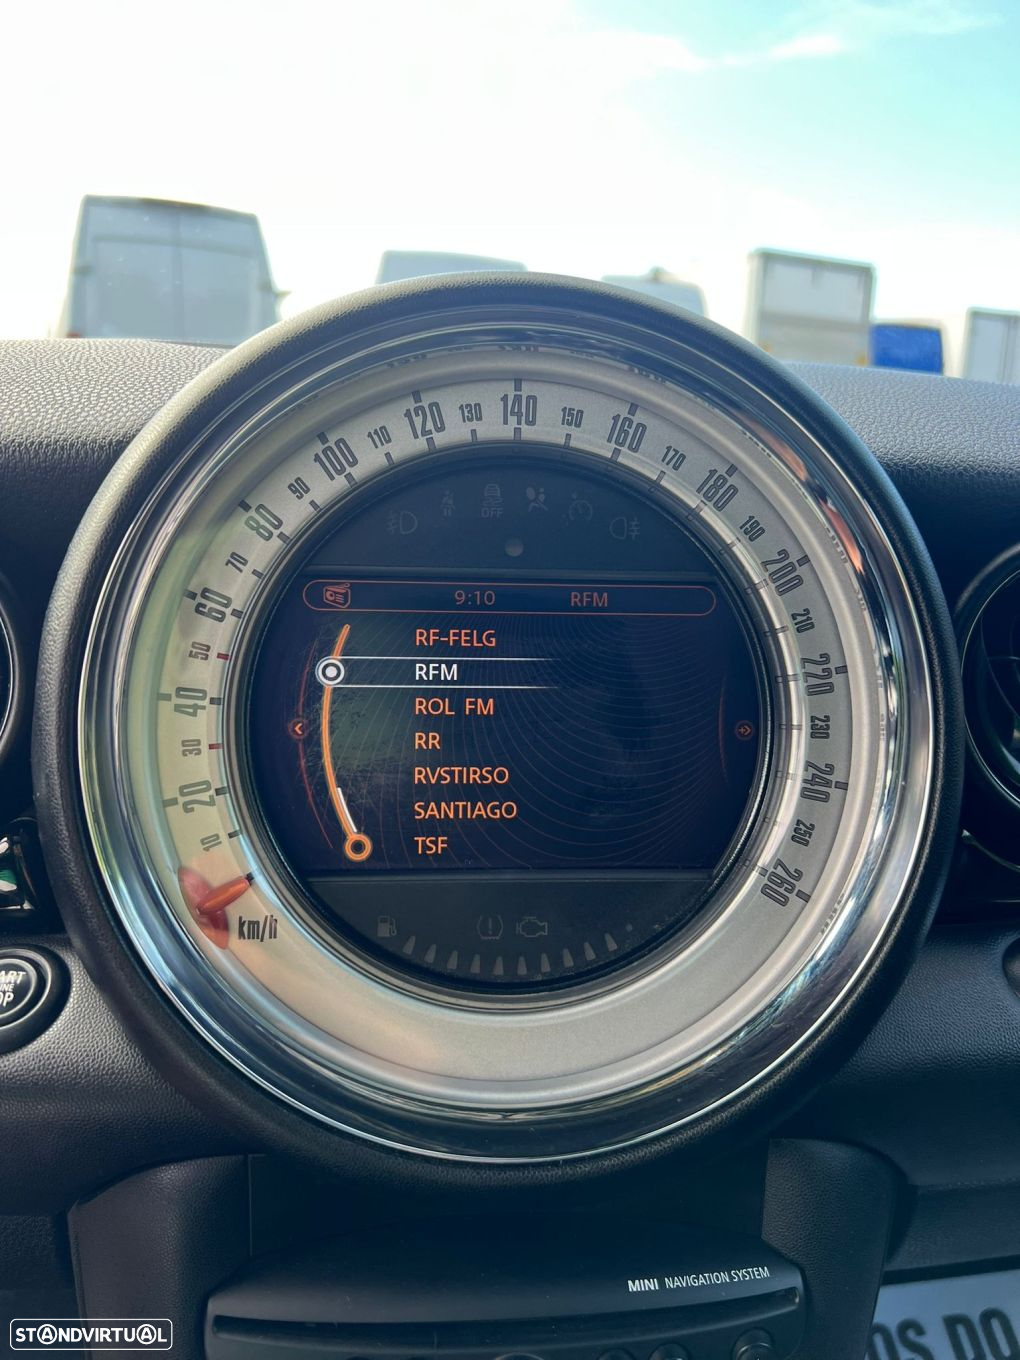 10 20 30 40 50 60 70 80 90 100 110 120 130 140 150 160 170 180 190 200 210 220 230 240 250 260
km/h
OFF
9:10 RFM
RF-FELG
RFM
ROL FM
RR
RVSTIRSO
SANTIAGO
TSF
MINI NAVIGATION SYSTEM
DO
STANDVIRTUAL